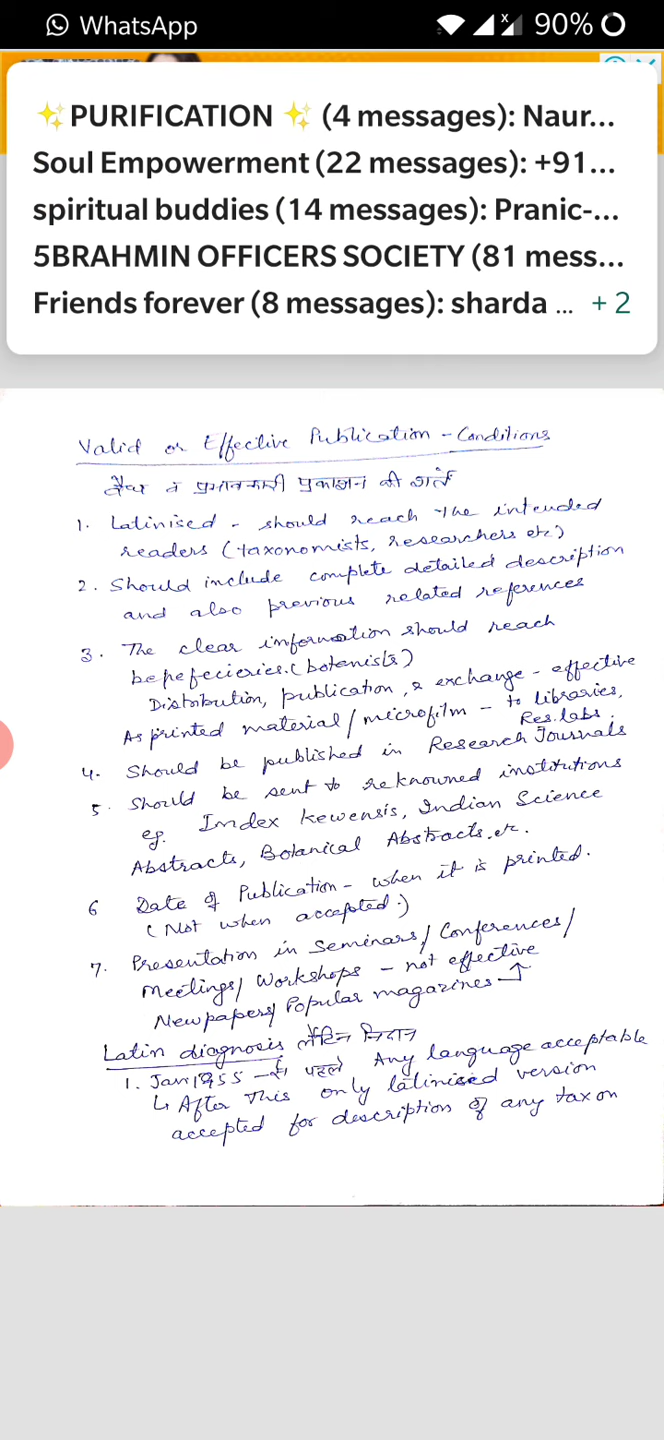 WhatsApp
x 90%
✨PURIFICATION ✨ (4 messages): Naur...
Soul Empowerment (22 messages): +91...
spiritual buddies (14 messages): Pranic-...
5BRAHMIN OFFICERS SOCIETY (81 mess...
Friends forever (8 messages): sharda ... + 2
Valid or Effective Publication - Conditions
वैध व प्रभावकारी प्रकाशन की शर्तें
1. Latinised - should reach the intended
readers (taxonomists, researchers etc)
2. Should include complete detailed description
and also previous related references
3. The clear information should reach
bepefecieries. (botanists)
Distribution, publication, & exchange - effective
As printed material/microfilm - to libraries,
Res. labs.
4. Should be published in Research Journals
5. Should be sent to reknowned institutions
eg. Index Kewensis, Indian Science
Abstracts, Botanical Abstracts, etc.
6 Date of Publication - when it is printed.
(Not when accepted.)
7. Presentation in Seminars/Conferences/
Meetings/Workshops - not effective
Newpapers/Popular magazines ↑
Latin diagnosis लैटिन निदान
1. Jan 1955 - से पहले Any language acceptable
↳ After this only latinised version
accepted for description of any taxon